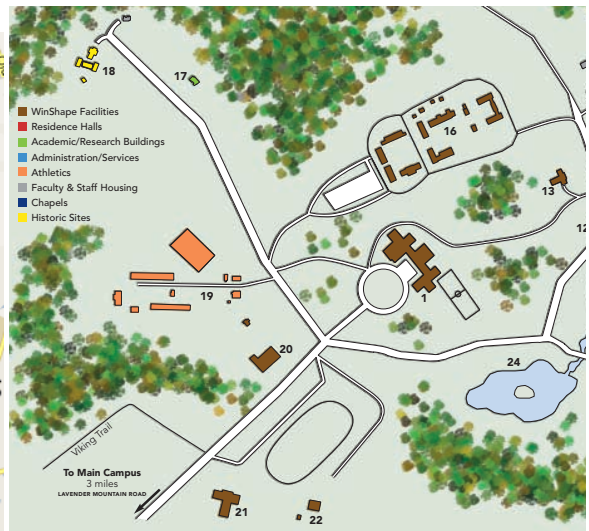 18
17
WinShape Facilities
Residence Halls
Academic/Research Buildings
Administration/Services
Athletics
Faculty & Staff Housing
Chapels
Historic Sites
16
13
12
19
1
20
24
Viking Trail
To Main Campus
3 miles
LAVENDER MOUNTAIN ROAD
21
22